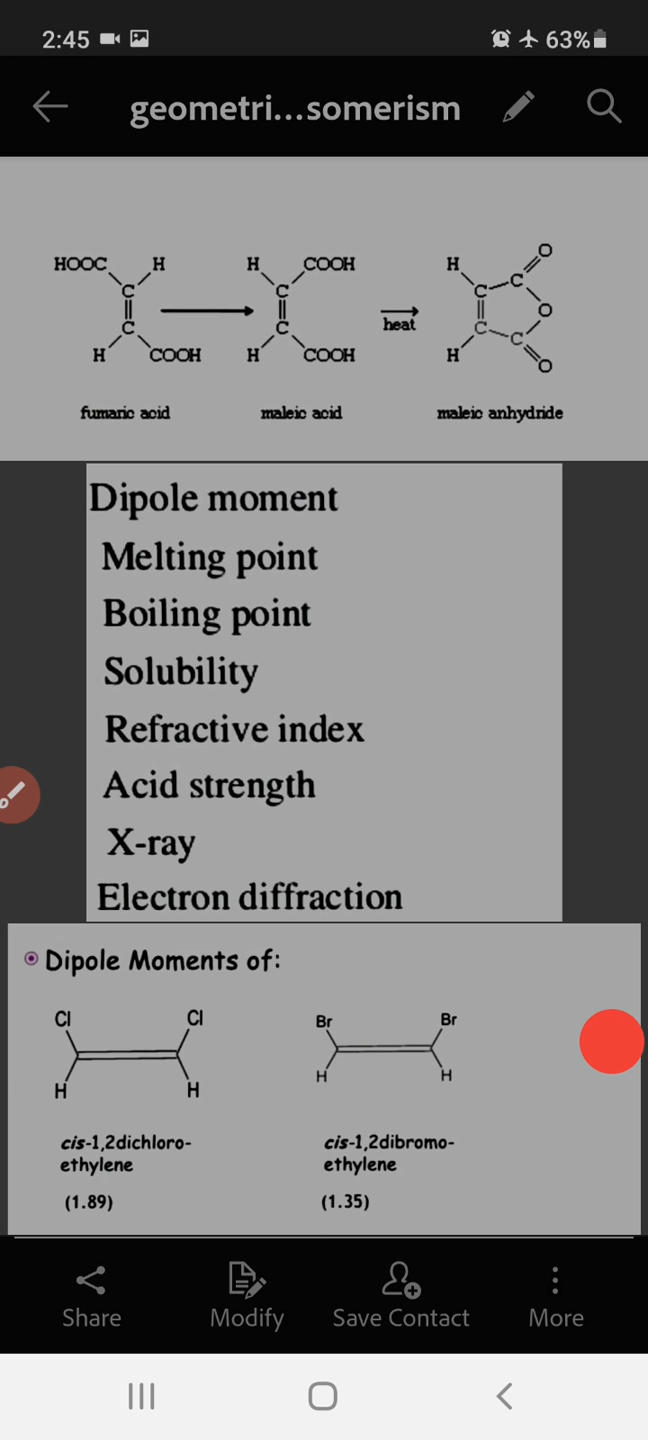 2:45 63%
geometri...somerism
HOOC H H COOH H O
C C C C
O
C C C C
H COOH H COOH H O
heat
fumaric acid maleic acid maleic anhydride
Dipole moment
Melting point
Boiling point
Solubility
Refractive index
Acid strength
X-ray
Electron diffraction
Dipole Moments of:
Cl Cl Br Br
H H H H
cis-1,2dichloro- cis-1,2dibromo-
ethylene ethylene
(1.89) (1.35)
Share Modify Save Contact More